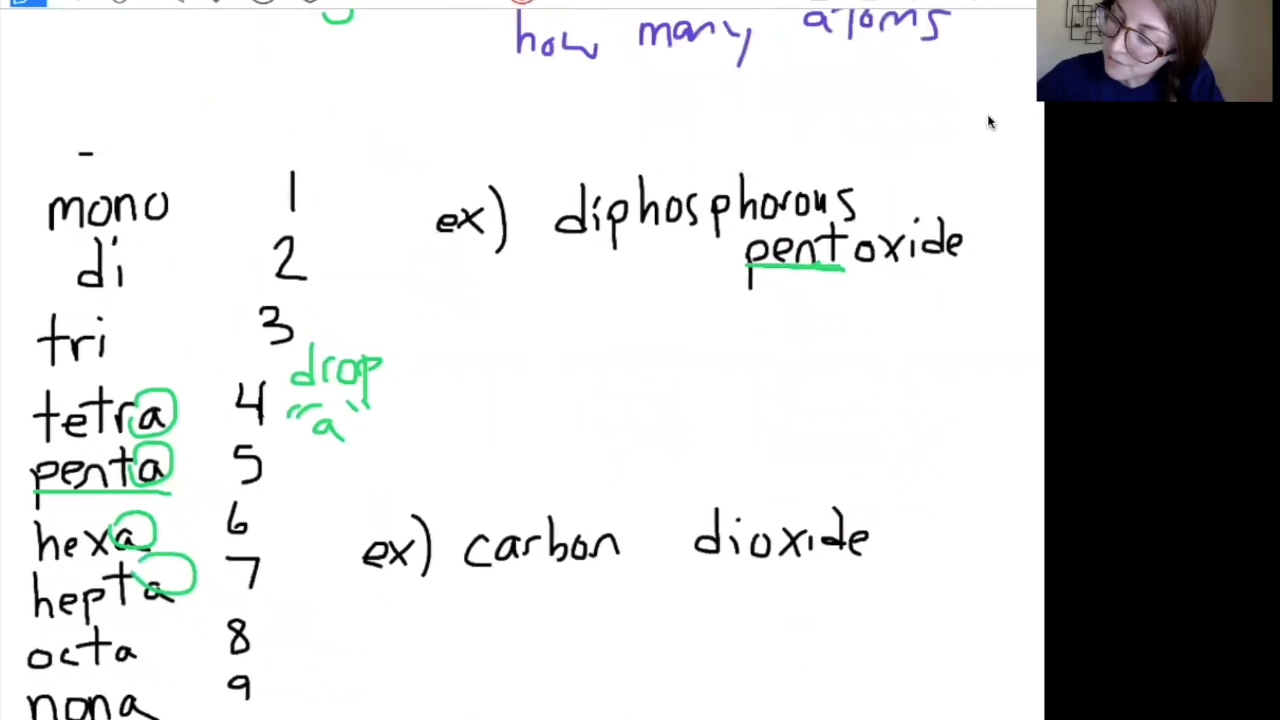 how many atoms
mono 1
di 2
tri 3
tetra 4
penta 5
hexa 6
hepta 7
octa 8
nona 9
drop
"a"
ex) diphosphorous
pentoxide
ex) carbon dioxide